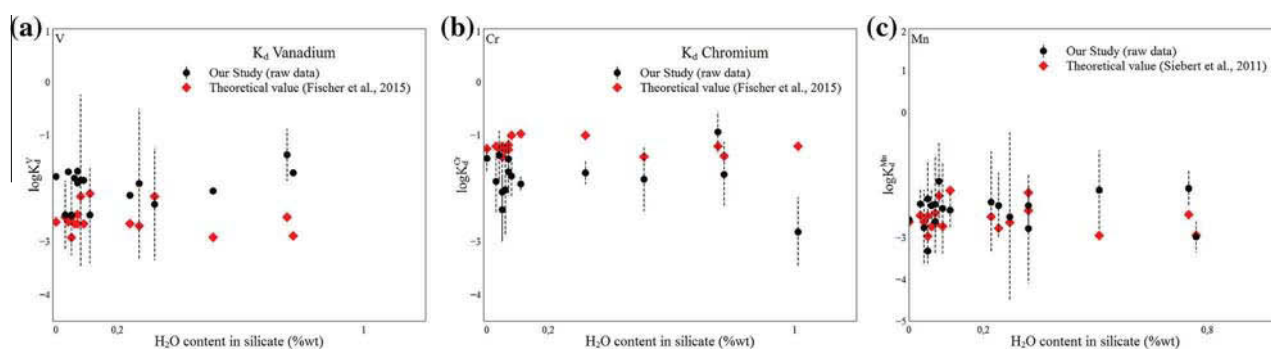 (a)
V
K_d Vanadium
Our Study (raw data)
Theoretical value (Fischer et al., 2015)
logK_d^V
1
0
−1
−3
−4
0
0,2
1
H₂O content in silicate (%wt)
(b)
Cr
K_d Chromium
Our Study (raw data)
Theoretical value (Fischer et al., 2015)
logK_d^Cr
1
0
−1
−3
−4
0
0,2
1
H₂O content in silicate (%wt)
(c)
Mn
Our Study (raw data)
Theoretical value (Siebert et al., 2011)
logK_d^Mn
2
1
0
−3
−4
−5
0
0,2
0,8
H₂O content in silicate (%wt)